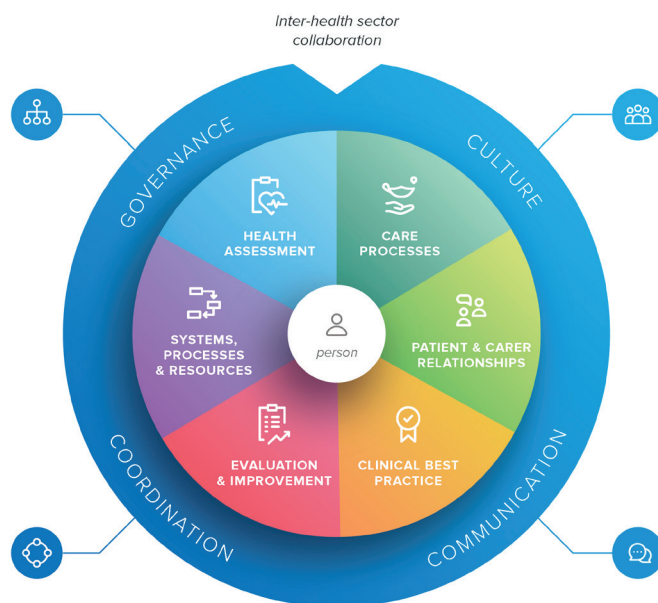 Inter-health sector
collaboration
GOVERNANCE
CULTURE
HEALTH
ASSESSMENT
CARE
PROCESSES
SYSTEMS,
PROCESSES
& RESOURCES
person
PATIENT & CARER
RELATIONSHIPS
EVALUATION
& IMPROVEMENT
CLINICAL BEST
PRACTICE
COORDINATION
COMMUNICATION